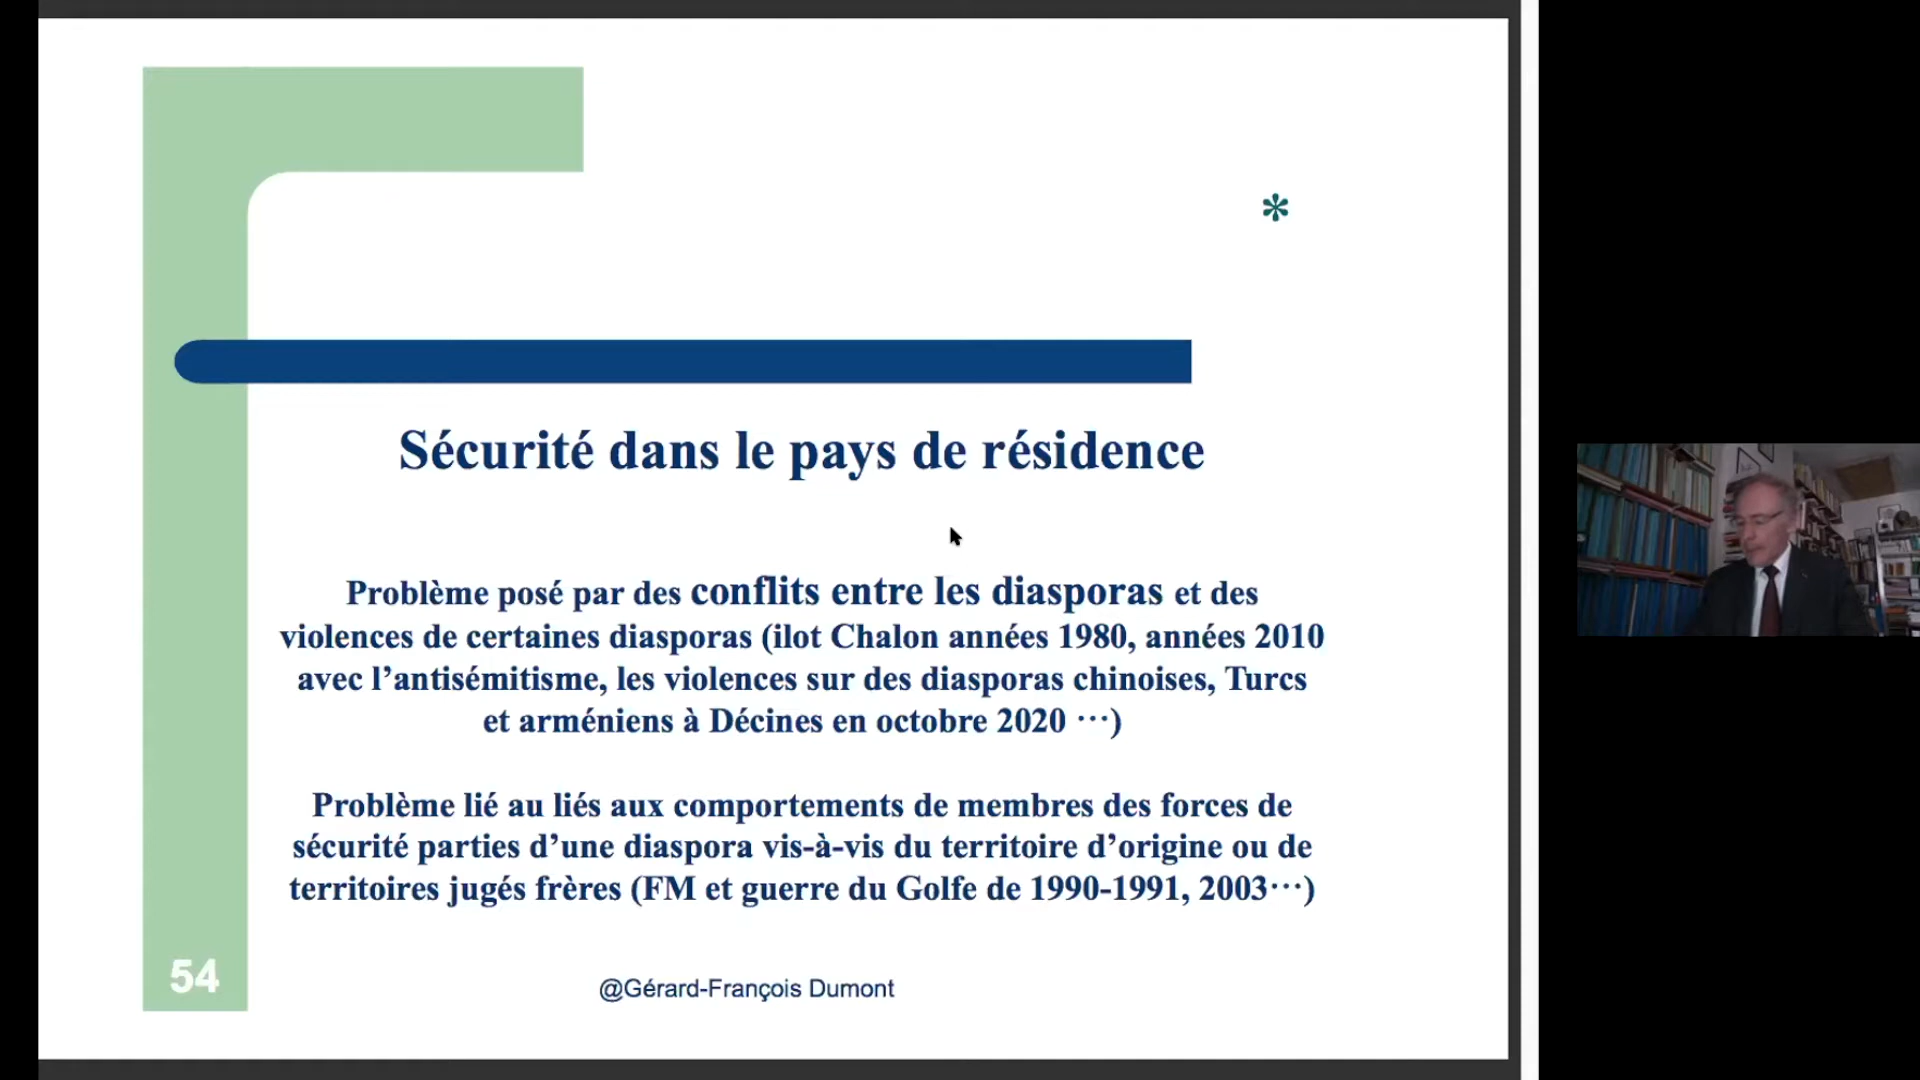 *
Sécurité dans le pays de résidence
Problème posé par des conflits entre les diasporas et des
violences de certaines diasporas (ilot Chalon années 1980, années 2010
avec l’antisémitisme, les violences sur des diasporas chinoises, Turcs
et arméniens à Décines en octobre 2020 …)
Problème lié au liés aux comportements de membres des forces de
sécurité parties d’une diaspora vis-à-vis du territoire d’origine ou de
territoires jugés frères (FM et guerre du Golfe de 1990-1991, 2003…)
54
@Gérard-François Dumont